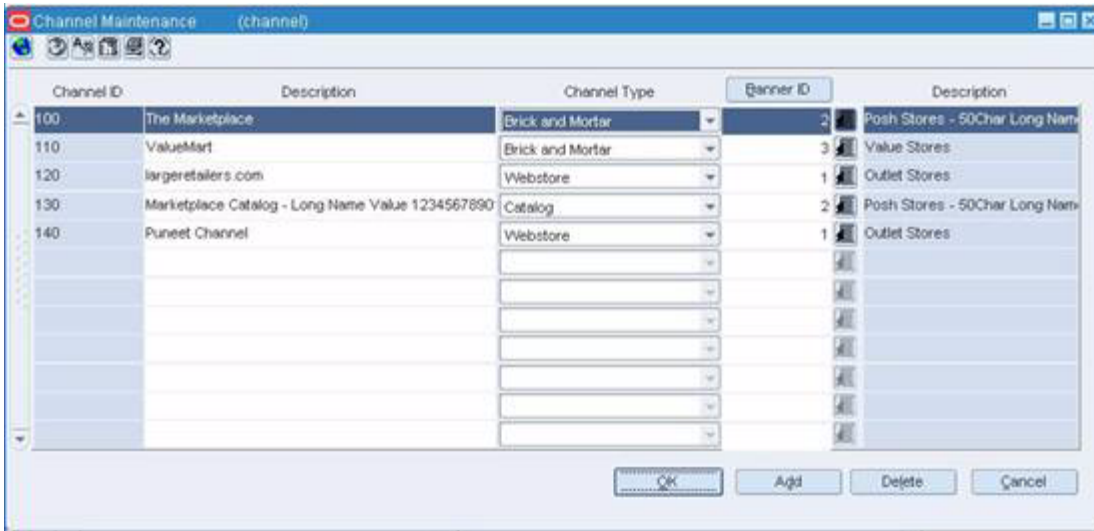 Channel Maintenance (channel)
Channel ID Description Channel Type Banner ID Description
100 The Marketplace Brick and Mortar 2 Posh Stores - 50Char Long Nam
110 ValueMart Brick and Mortar 3 Value Stores
120 largeretailers.com Webstore 1 Outlet Stores
130 Marketplace Catalog - Long Name Value 1234567890 Catalog 2 Posh Stores - 50Char Long Nam
140 Puneet Channel Webstore 1 Outlet Stores
OK Add Delete Cancel